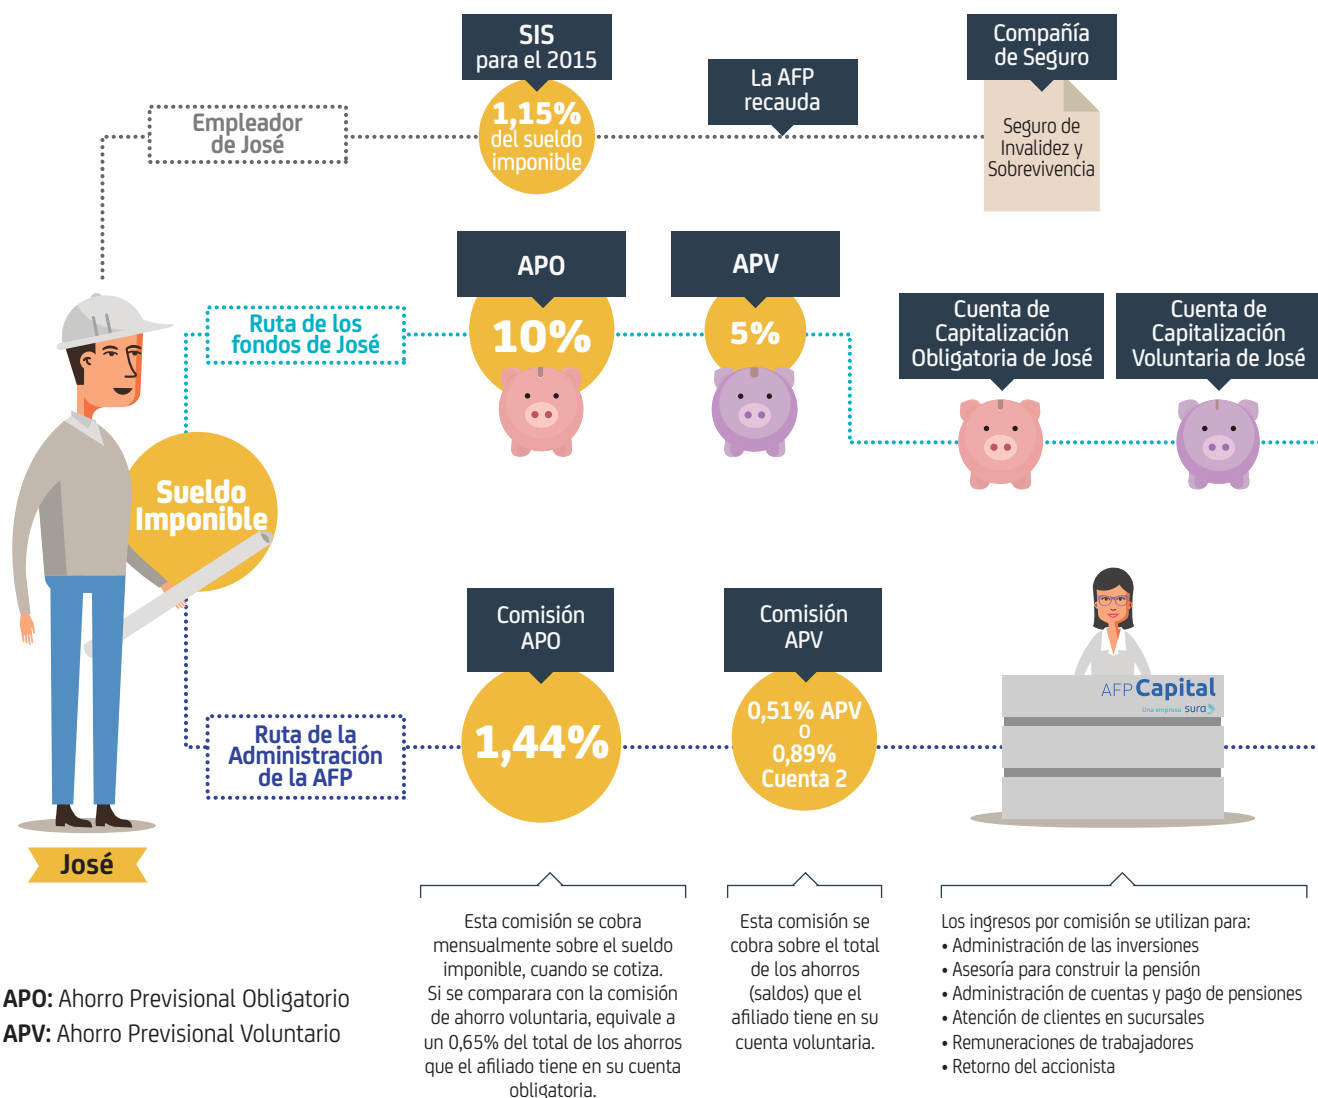 SIS
para el 2015
1,15%
del sueldo
imponible
Empleador
de José
La AFP
recauda
Compañía
de Seguro
Seguro de
Invalidez y
Sobrevivencia
Ruta de los
fondos de José
APO
10%
APV
5%
Cuenta de
Capitalización
Obligatoria de José
Cuenta de
Capitalización
Voluntaria de José
Sueldo
Imponible
José
Ruta de la
Administración
de la AFP
Comisión
APO
1,44%
Comisión
APV
0,51% APV
O
0,89%
Cuenta 2
AFP Capital
Una empresa sura
Esta comisión se cobra
mensualmente sobre el sueldo
imponible, cuando se cotiza.
Si se comparara con la comisión
de ahorro voluntaria, equivale a
un 0,65% del total de los ahorros
que el afiliado tiene en su cuenta
obligatoria.
Esta comisión se
cobra sobre el total
de los ahorros
(saldos) que el
afiliado tiene en su
cuenta voluntaria.
Los ingresos por comisión se utilizan para:
• Administración de las inversiones
• Asesoría para construir la pensión
• Administración de cuentas y pago de pensiones
• Atención de clientes en sucursales
• Remuneraciones de trabajadores
• Retorno del accionista
APO: Ahorro Previsional Obligatorio
APV: Ahorro Previsional Voluntario